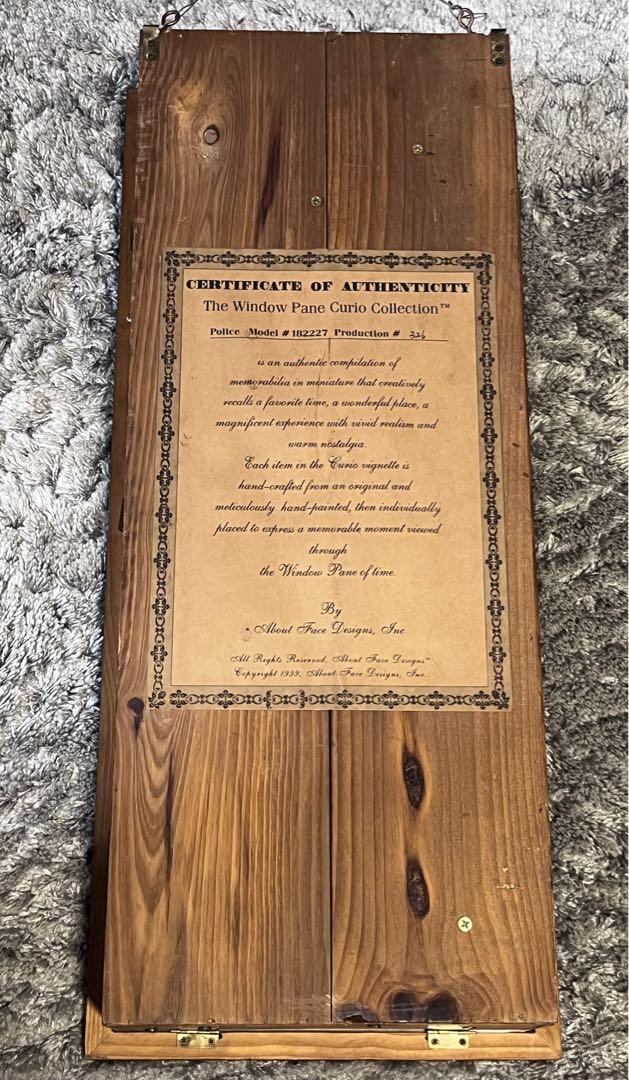 CERTIFICATE OF AUTHENTICITY
The Window Pane Curio Collection™
Police Model # 182227 Production # 326
is an authentic compilation of
memorabilia in miniature that creatively
recalls a favorite time, a wonderful place, a
magnificent experience with vivid realism and
warm nostalgia.
Each item in the Curio vignette is
hand-crafted from an original and
meticulously hand-painted, then individually
placed to express a memorable moment viewed
through
the Window Pane of time.
By
About Face Designs, Inc.
All Rights Reserved, About Face Designs™
Copyright 1999, About Face Designs, Inc.